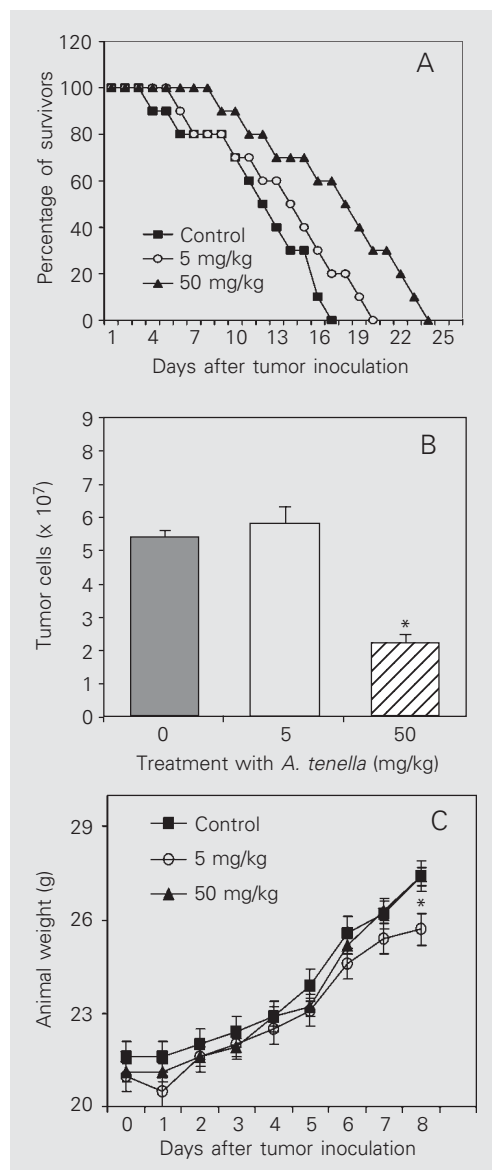 A
120
100
80
60
40
20
0
Percentage of survivors
Control
5 mg/kg
50 mg/kg
1 4 7 10 13 16 19 22 25
Days after tumor inoculation
B
9
8
7
6
5
4
3
2
1
0
Tumor cells (x 10⁷)
*
0 5 50
Treatment with A. tenella (mg/kg)
C
29
26
23
20
Animal weight (g)
Control
5 mg/kg
50 mg/kg
*
0 1 2 3 4 5 6 7 8
Days after tumor inoculation